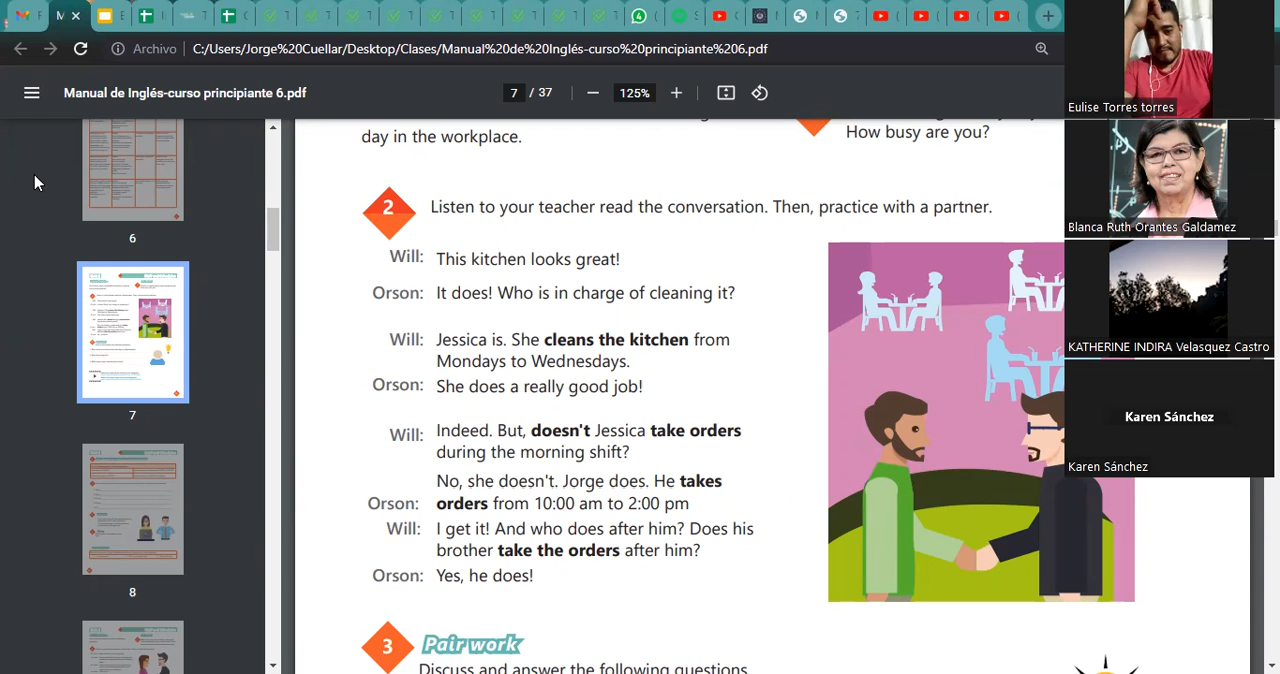 Archivo
C:/Users/Jorge%20Cuellar/Desktop/Clases/Manual%20de%20Inglés-curso%20principiante%206.pdf
Manual de Inglés-curso principiante 6.pdf
7 / 37
125%
day in the workplace.
How busy are you?
2
Listen to your teacher read the conversation. Then, practice with a partner.
Will: This kitchen looks great!
Orson: It does! Who is in charge of cleaning it?
Will: Jessica is. She cleans the kitchen from
Mondays to Wednesdays.
Orson: She does a really good job!
Will: Indeed. But, doesn't Jessica take orders
during the morning shift?
No, she doesn't. Jorge does. He takes
Orson: orders from 10:00 am to 2:00 pm
Will: I get it! And who does after him? Does his
brother take the orders after him?
Orson: Yes, he does!
3
Pair work
Discuss and answer the following questions
6
7
8
Eulise Torres torres
Blanca Ruth Orantes Galdamez
KATHERINE INDIRA Velasquez Castro
Karen Sánchez
Karen Sánchez